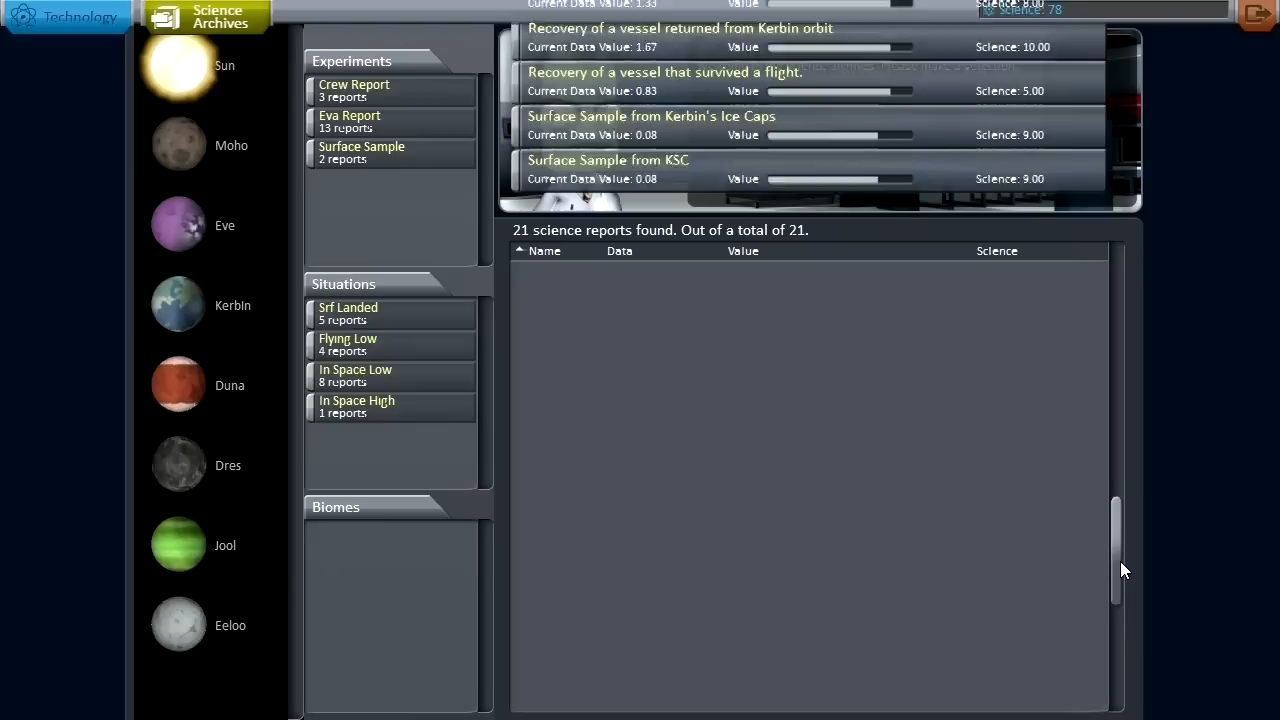 Technology
Science
Archives
Sun
Moho
Eve
Kerbin
Duna
Dres
Jool
Eeloo
Experiments
Crew Report
3 reports
Eva Report
13 reports
Surface Sample
2 reports
Situations
Srf Landed
5 reports
Flying Low
4 reports
In Space Low
8 reports
In Space High
1 reports
Biomes
Science: 78
Current Data Value: 1.33 Value Science: 8.00
Recovery of a vessel returned from Kerbin orbit
Current Data Value: 1.67 Value Science: 10.00
Recovery of a vessel that survived a flight.
Current Data Value: 0.83 Value Science: 5.00
Surface Sample from Kerbin's Ice Caps
Current Data Value: 0.08 Value Science: 9.00
Surface Sample from KSC
Current Data Value: 0.08 Value Science: 9.00
21 science reports found. Out of a total of 21.
Name Data Value Science